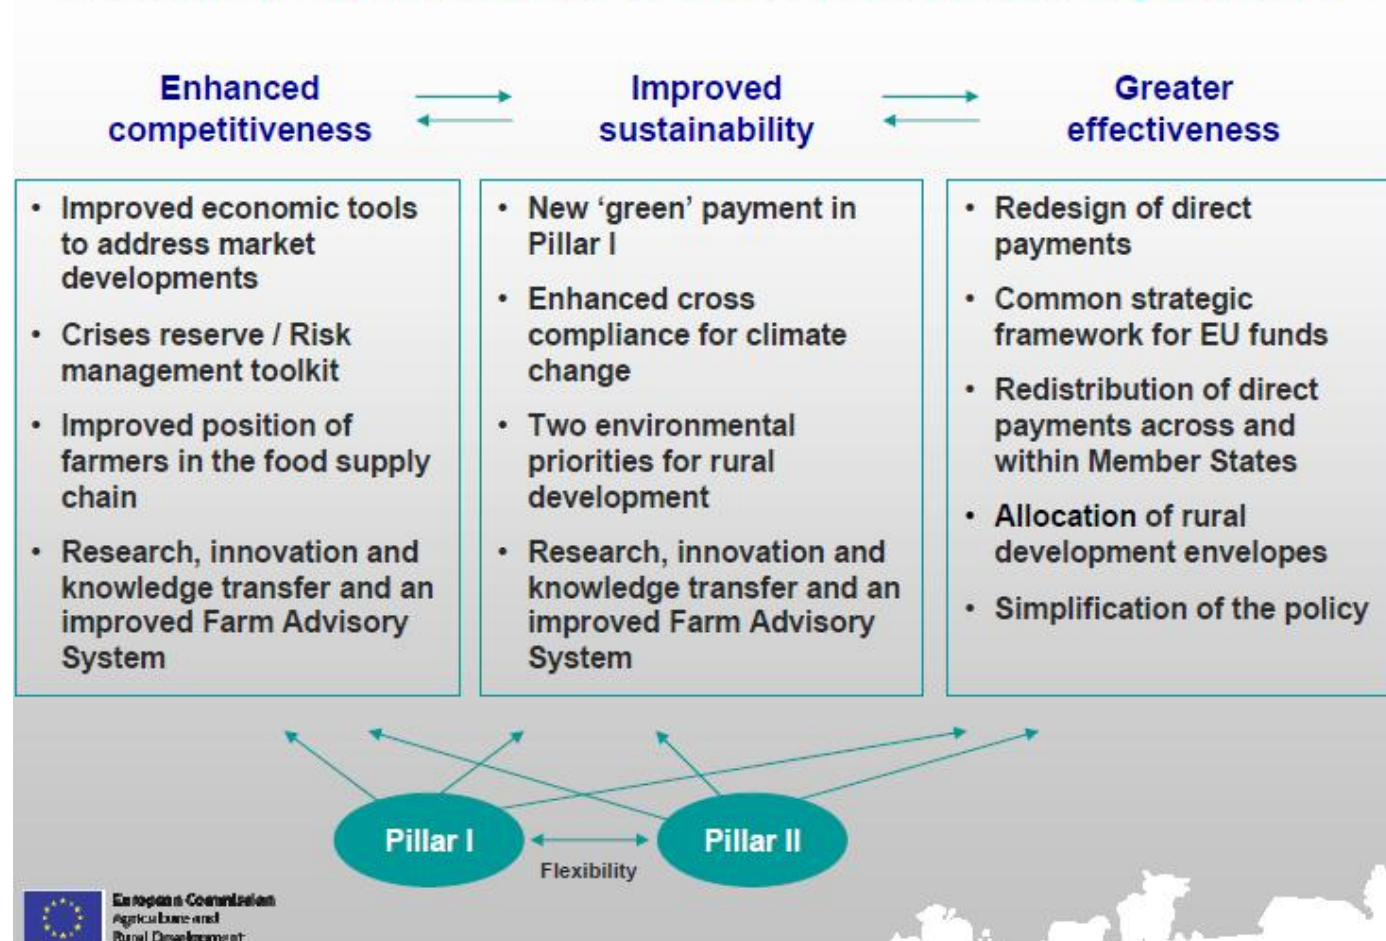 Enhanced
competitiveness
Improved
sustainability
Greater
effectiveness
• Improved economic tools
to address market
developments
• Crises reserve / Risk
management toolkit
• Improved position of
farmers in the food supply
chain
• Research, innovation and
knowledge transfer and an
improved Farm Advisory
System
• New ‘green’ payment in
Pillar I
• Enhanced cross
compliance for climate
change
• Two environmental
priorities for rural
development
• Research, innovation and
knowledge transfer and an
improved Farm Advisory
System
• Redesign of direct
payments
• Common strategic
framework for EU funds
• Redistribution of direct
payments across and
within Member States
• Allocation of rural
development envelopes
• Simplification of the policy
Pillar I
Pillar II
Flexibility
European Commission
Agriculture and
Rural Development